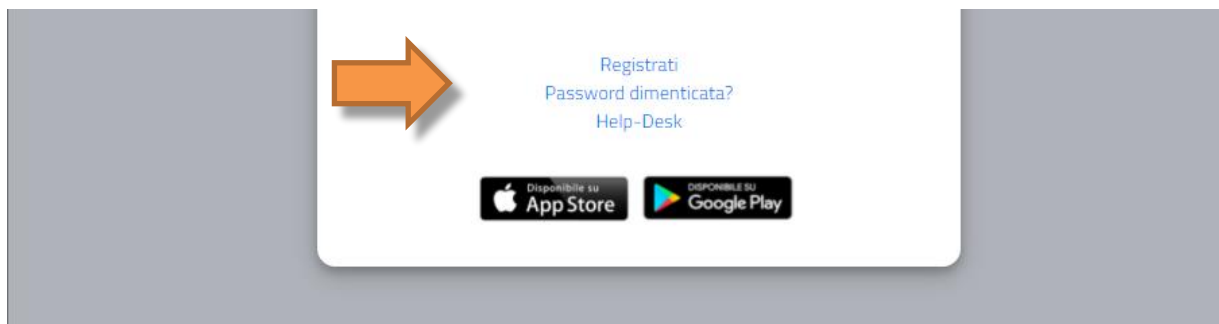 Registrati
Password dimenticata?
Help-Desk
Disponibile su
App Store
DISPONIBILE SU
Google Play